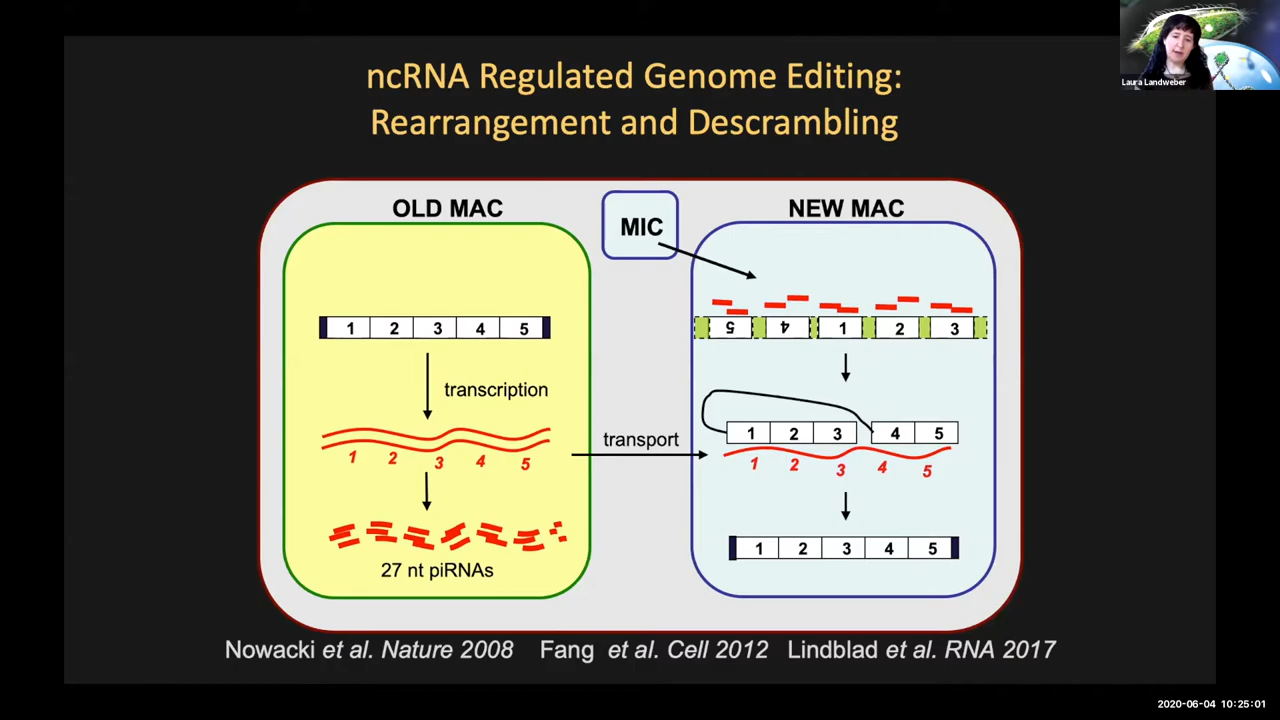 ncRNA Regulated Genome Editing:
Rearrangement and Descrambling
Laura Landweber
OLD MAC
MIC
NEW MAC
1 2 3 4 5
transcription
1 2 3 4 5
27 nt piRNAs
transport
5 4 1 2 3
1 2 3 4 5
1 2 3 4 5
1 2 3 4 5
Nowacki et al. Nature 2008 Fang et al. Cell 2012 Lindblad et al. RNA 2017
2020-06-04 10:25:01